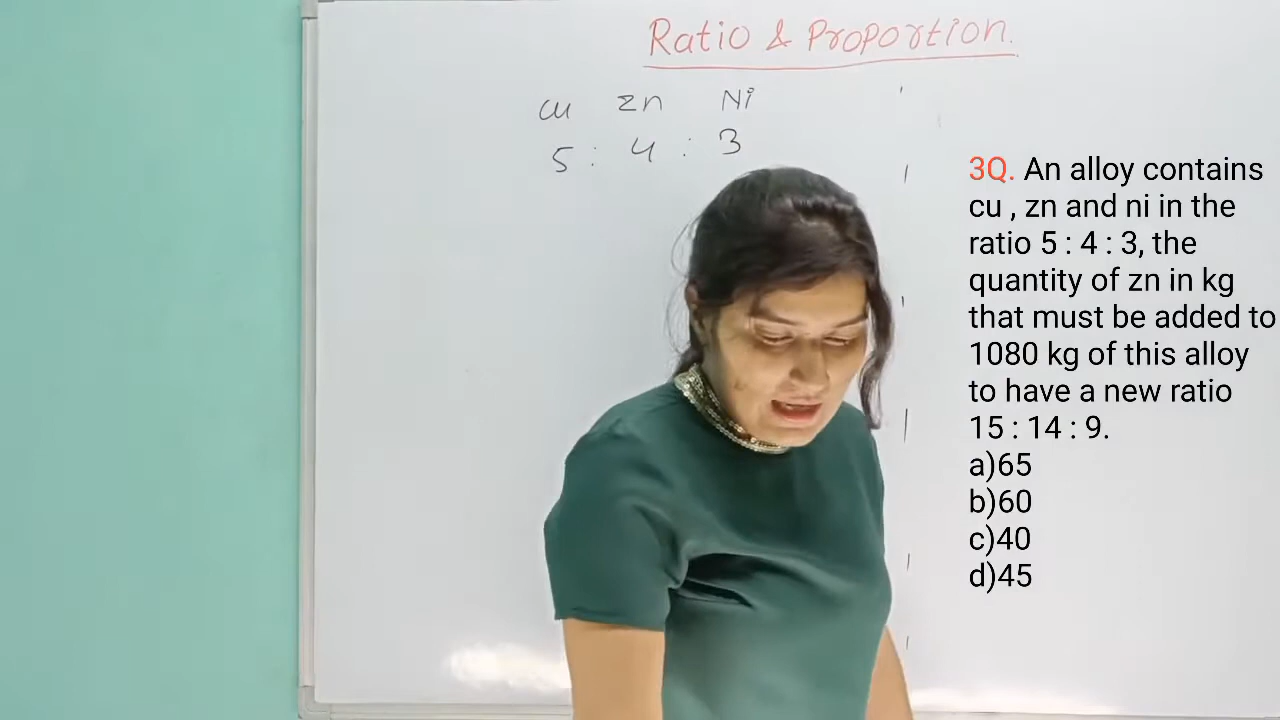 Ratio & Proportion.
cu zn Ni
5 : 4 : 3
3Q. An alloy contains
cu , zn and ni in the
ratio 5 : 4 : 3, the
quantity of zn in kg
that must be added to
1080 kg of this alloy
to have a new ratio
15 : 14 : 9.
a)65
b)60
c)40
d)45